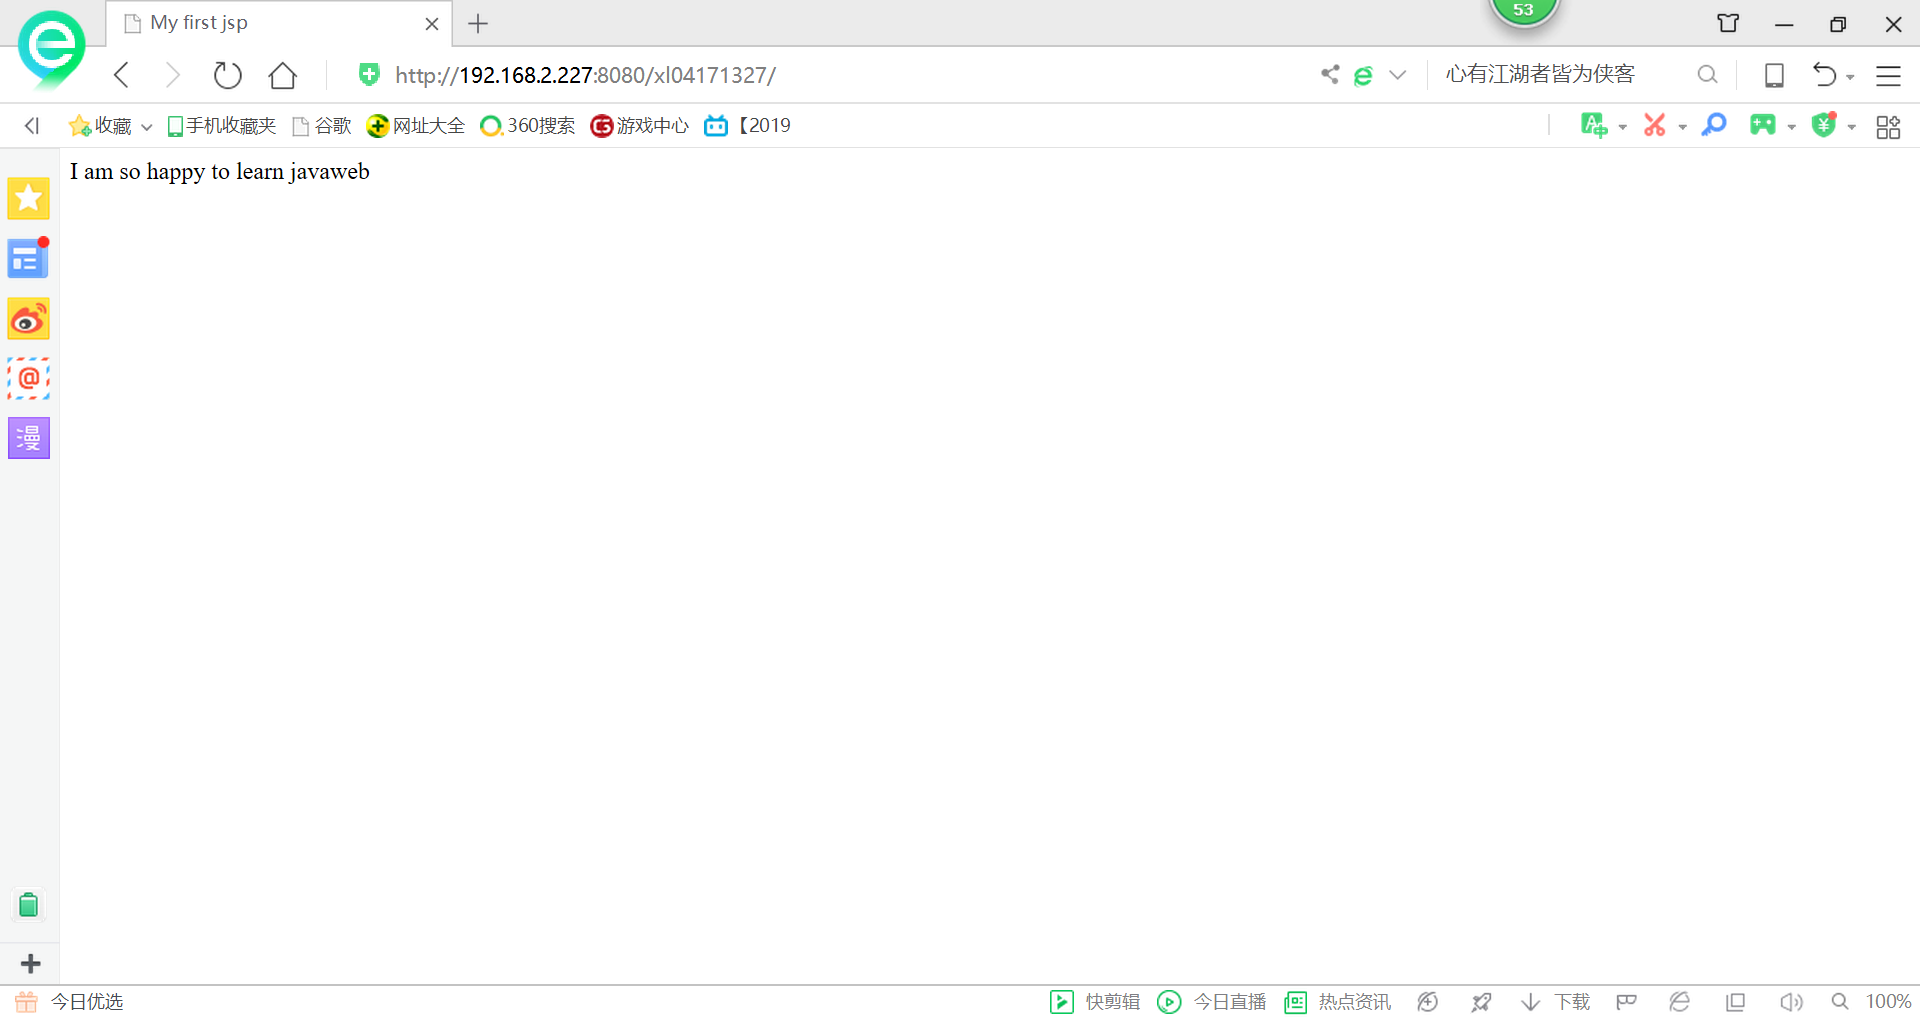 My first jsp
53
http://192.168.2.227:8080/xl04171327/
心有江湖者皆为侠客
收藏 手机收藏夹 谷歌 网址大全 360搜索 游戏中心 【2019
I am so happy to learn javaweb
漫
今日优选 快剪辑 今日直播 热点资讯 下载 100%